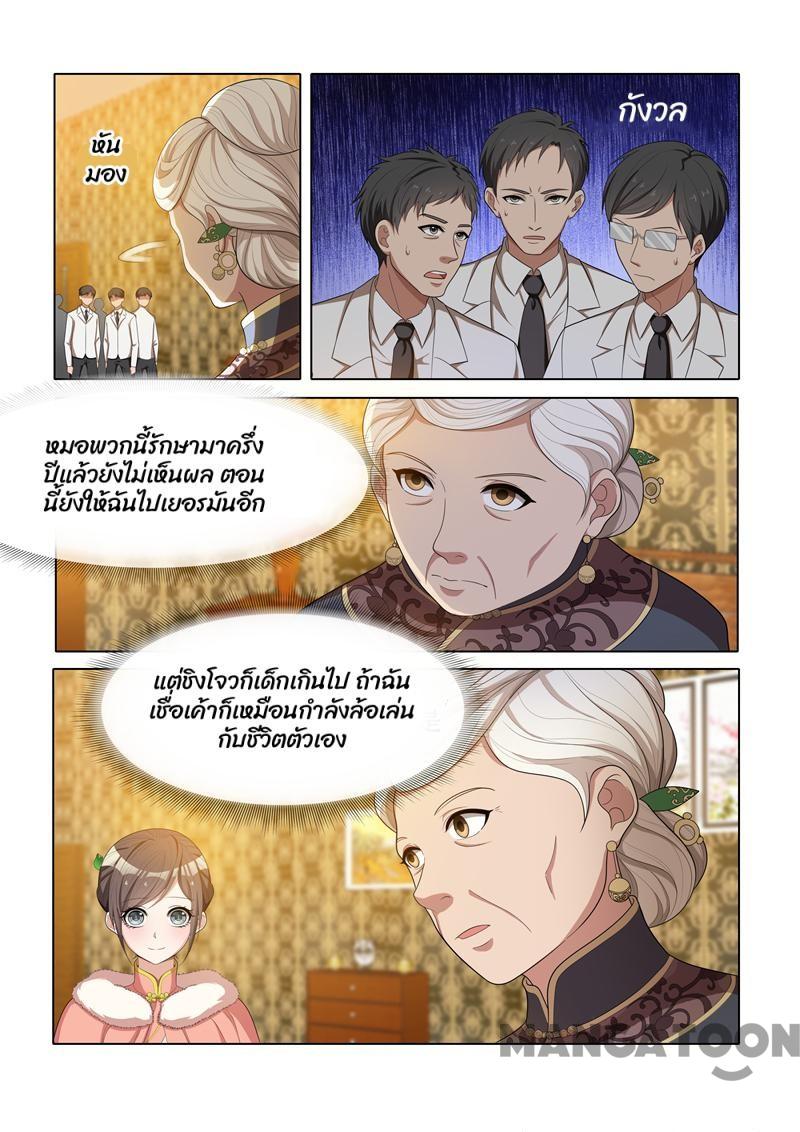 หัน
มอง
กังวล
หมอพวกนี้รักษามาครึ่ง
ปีแล้วยังไม่เห็นผล ตอน
นี้ยังให้ฉันไปเยอรมันอีก
แต่ชิงโจวก็เด็กเกินไป ถ้าฉัน
เชื่อเค้าก็เหมือนกำลังล้อเล่น
กับชีวิตตัวเอง
MANGATOON